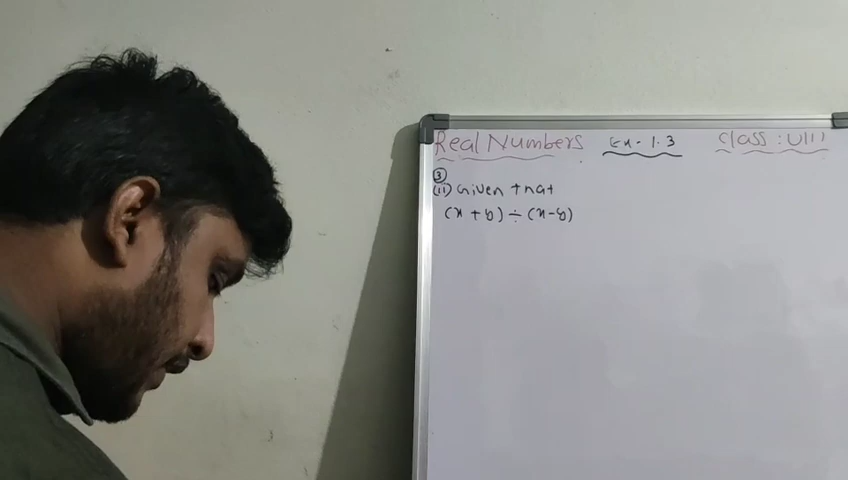 Real Numbers Ex-1.3 Class: VIII
③
(ii) Given that
(x + y) ÷ (x-y)